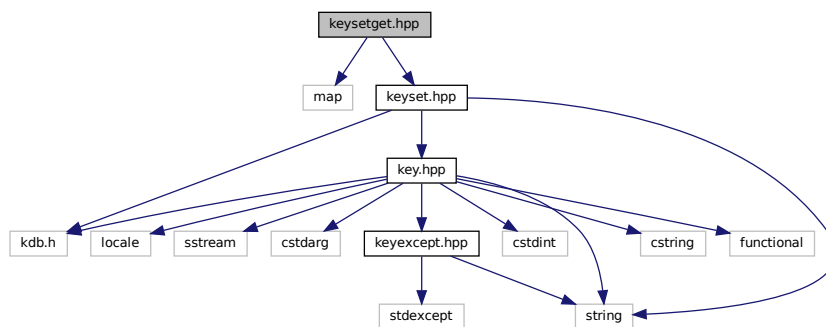 keysetget.hpp
map
keyset.hpp
key.hpp
kdb.h
locale
sstream
cstdarg
keyexcept.hpp
cstdint
cstring
functional
stdexcept
string